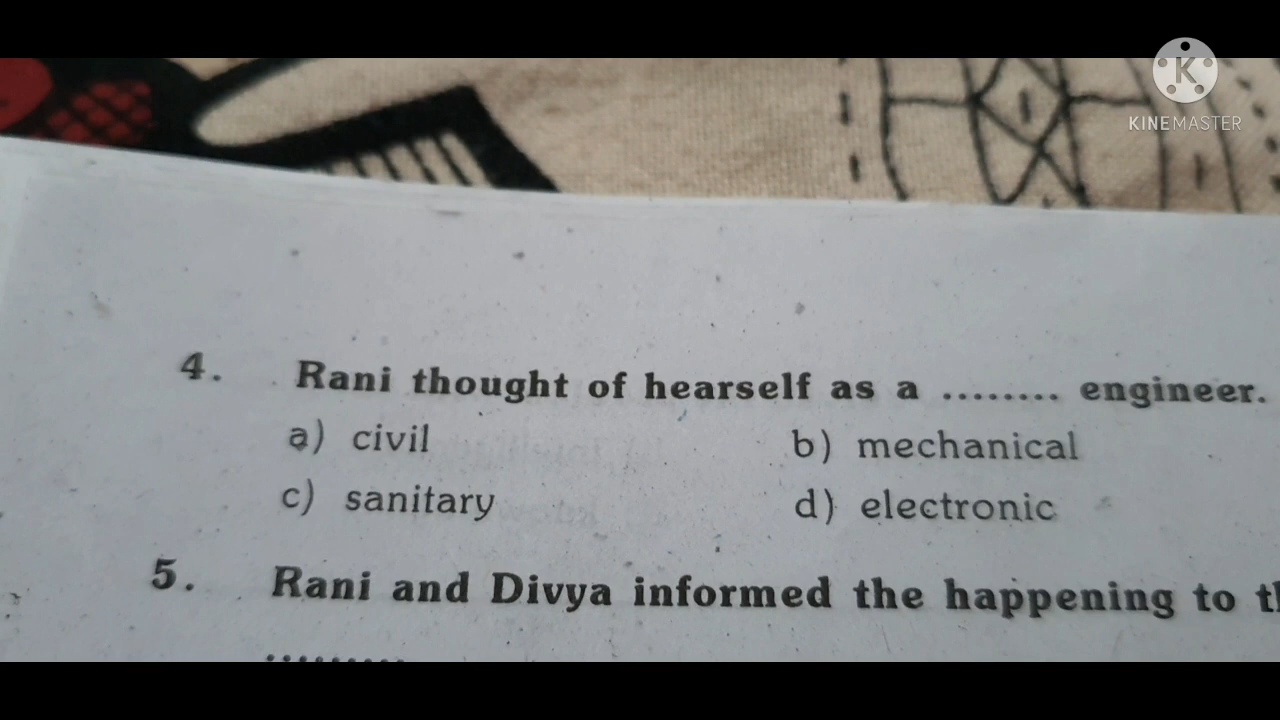 KINEMASTER
4. Rani thought of hearself as a ........ engineer.
a) civil b) mechanical
c) sanitary d) electronic
5. Rani and Divya informed the happening to
.........